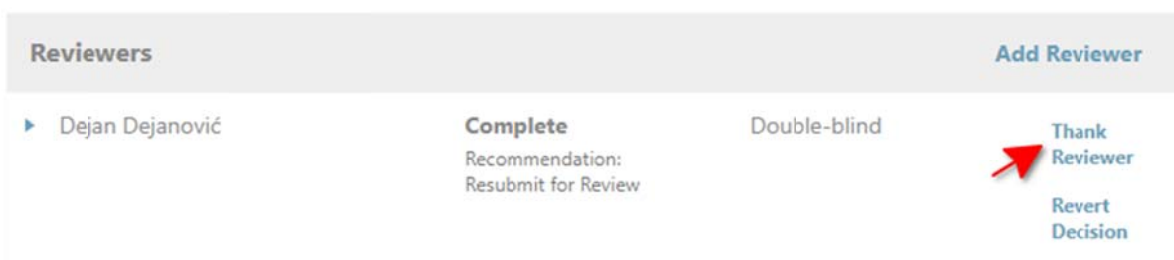 Reviewers
Add Reviewer
Dejan Dejanović
Complete
Double-blind
Recommendation:
Resubmit for Review
Thank
Reviewer
Revert
Decision